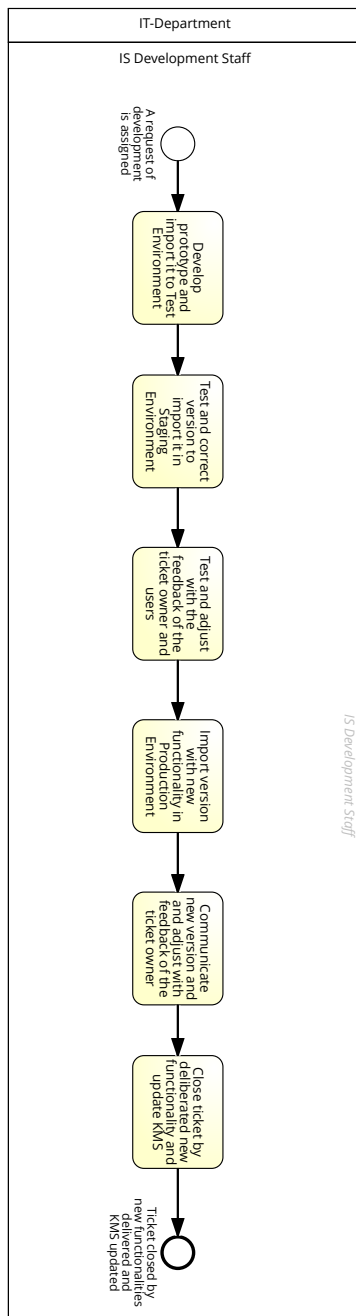 IT-Department
IS Development Staff
A request of
development
is assigned
Develop
prototype and
import it to Test
Environment
Test and correct
version to
import it in
Staging
Environment
Test and adjust
with the
feedback of the
ticket owner and
users
IS Development Staff
Import version
with new
functionality in
Production
Environment
Communicate
new version and
and adjust with
feedback of the
ticket owner
Close ticket by
deliberated new
functionality and
update KMS
Ticket closed by
new functionalities
delivered and
KMS updated